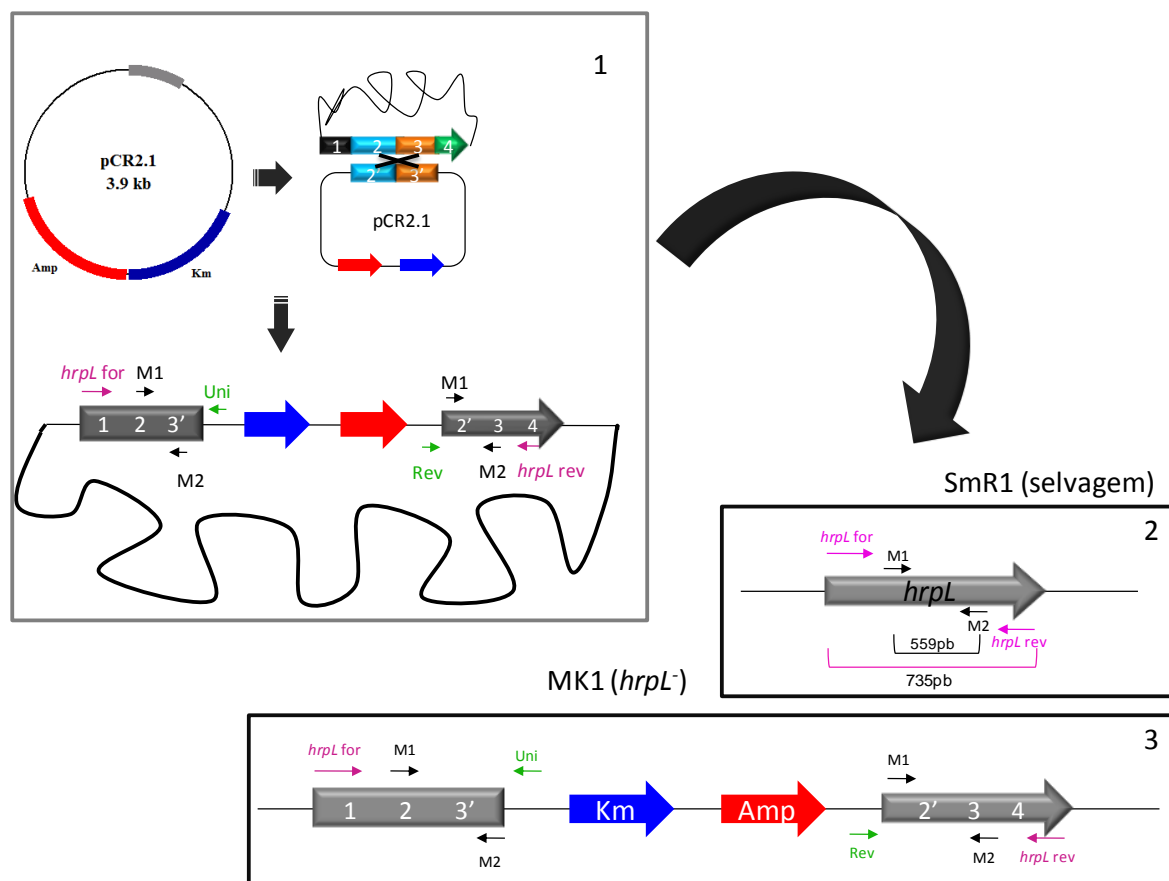 1
pCR2.1
3.9 kb
Amp
Km
1 2 3 4
2' 3'
pCR2.1
hrpL for
M1
Uni
M1
1 2 3’
2’ 3 4
M2
Rev
M2
hrpL rev
SmR1 (selvagem)
2
hrpL for
M1
hrpL
M2
hrpL rev
559pb
735pb
MK1 (hrpL-)
3
hrpL for
M1
Uni
M1
1 2 3’
Km
Amp
2’ 3 4
M2
Rev
M2
hrpL rev